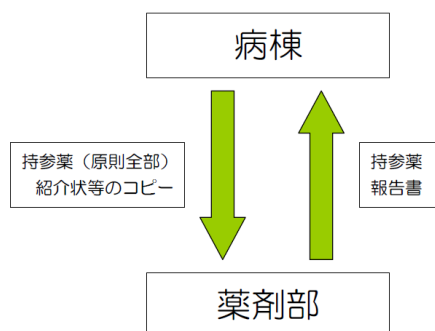 病棟
持参薬（原則全部）
紹介状等のコピー
持参薬
報告書
薬剤部